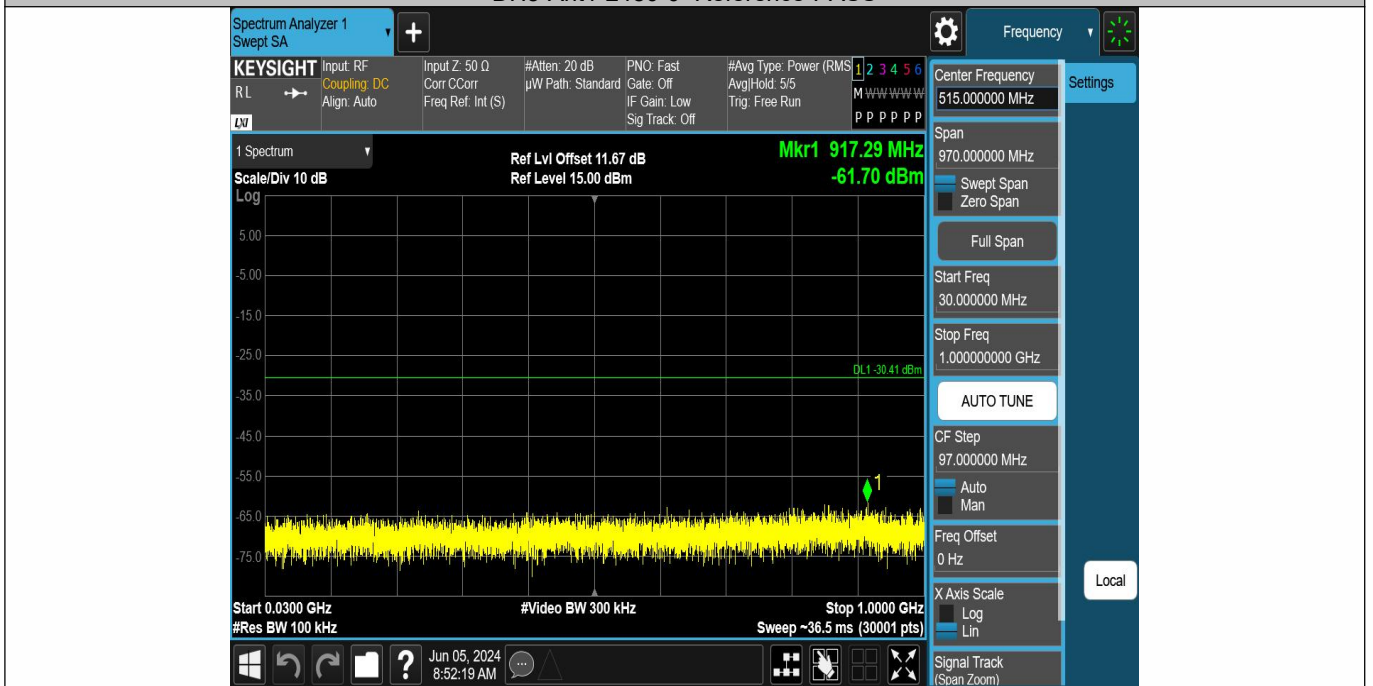 Spectrum Analyzer 1
Swept SA
Frequency
KEYSIGHT
RL
LXI
Input: RF
Coupling: DC
Align: Auto
Input Z: 50 Ω
Corr CCorr
Freq Ref: Int (S)
#Atten: 20 dB
µW Path: Standard
PNO: Fast
Gate: Off
IF Gain: Low
Sig Track: Off
#Avg Type: Power (RMS
Avg|Hold: 5/5
Trig: Free Run
1 2 3 4 5 6
M W W W W W
P P P P P P
1 Spectrum
Scale/Div 10 dB
Log
Ref Lvl Offset 11.67 dB
Ref Level 15.00 dBm
Mkr1 917.29 MHz
-61.70 dBm
5.00
-5.00
-15.0
-25.0
DL1 -30.41 dBm
-35.0
-45.0
-55.0
1
-65.0
-75.0
Start 0.0300 GHz
#Res BW 100 kHz
#Video BW 300 kHz
Stop 1.0000 GHz
Sweep ~36.5 ms (30001 pts)
Jun 05, 2024
8:52:19 AM
Center Frequency
515.000000 MHz
Settings
Span
970.000000 MHz
Swept Span
Zero Span
Full Span
Start Freq
30.000000 MHz
Stop Freq
1.000000000 GHz
AUTO TUNE
CF Step
97.000000 MHz
Auto
Man
Freq Offset
0 Hz
X Axis Scale
Log
Lin
Local
Signal Track
(Span Zoom)